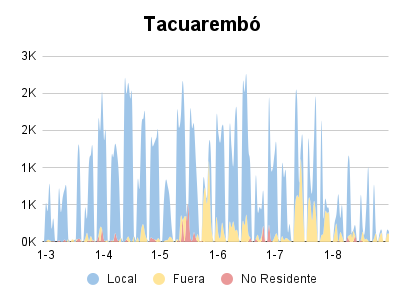 Tacuarembó
3K
2K
2K
1K
1K
0K
1-3
1-4
1-5
1-6
1-7
1-8
Local
Fuera
No Residente